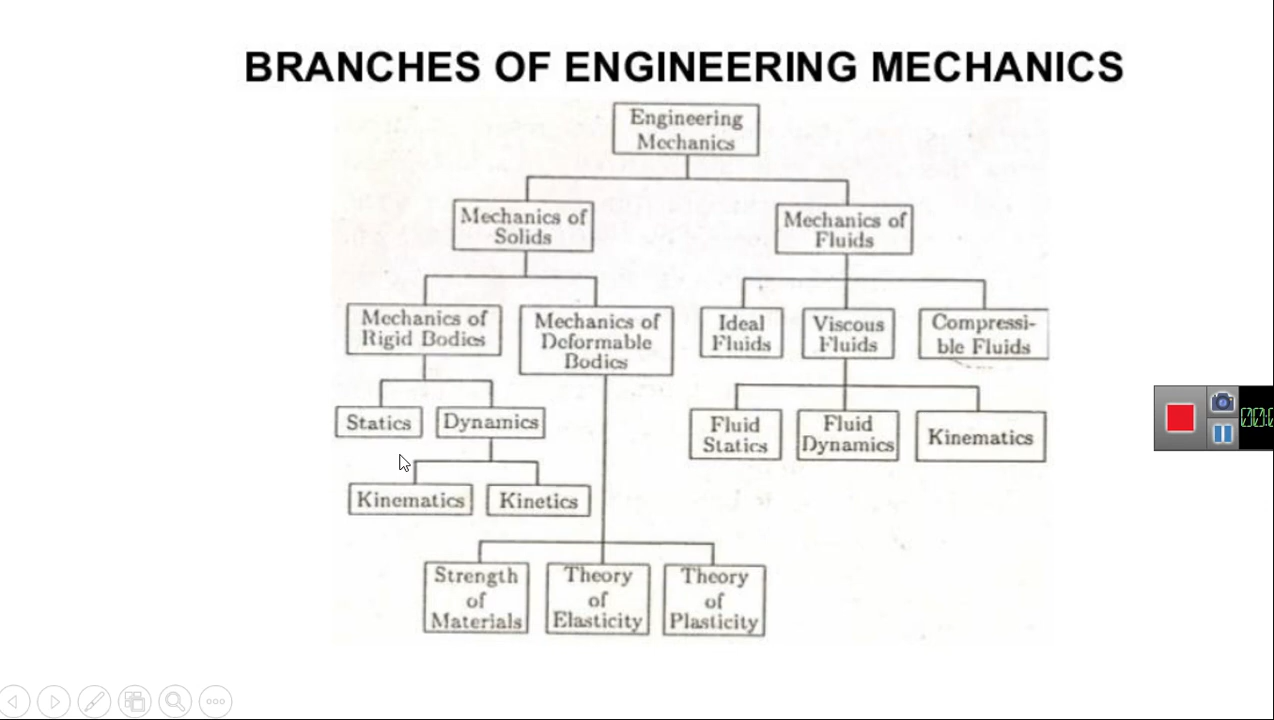 BRANCHES OF ENGINEERING MECHANICS
Engineering
Mechanics
Mechanics of
Solids
Mechanics of
Fluids
Mechanics of
Rigid Bodies
Mechanics of
Deformable
Bodies
Ideal
Fluids
Viscous
Fluids
Compressi-
ble Fluids
Statics
Dynamics
Fluid
Statics
Fluid
Dynamics
Kinematics
Kinematics
Kinetics
Strength
of
Materials
Theory
of
Elasticity
Theory
of
Plasticity